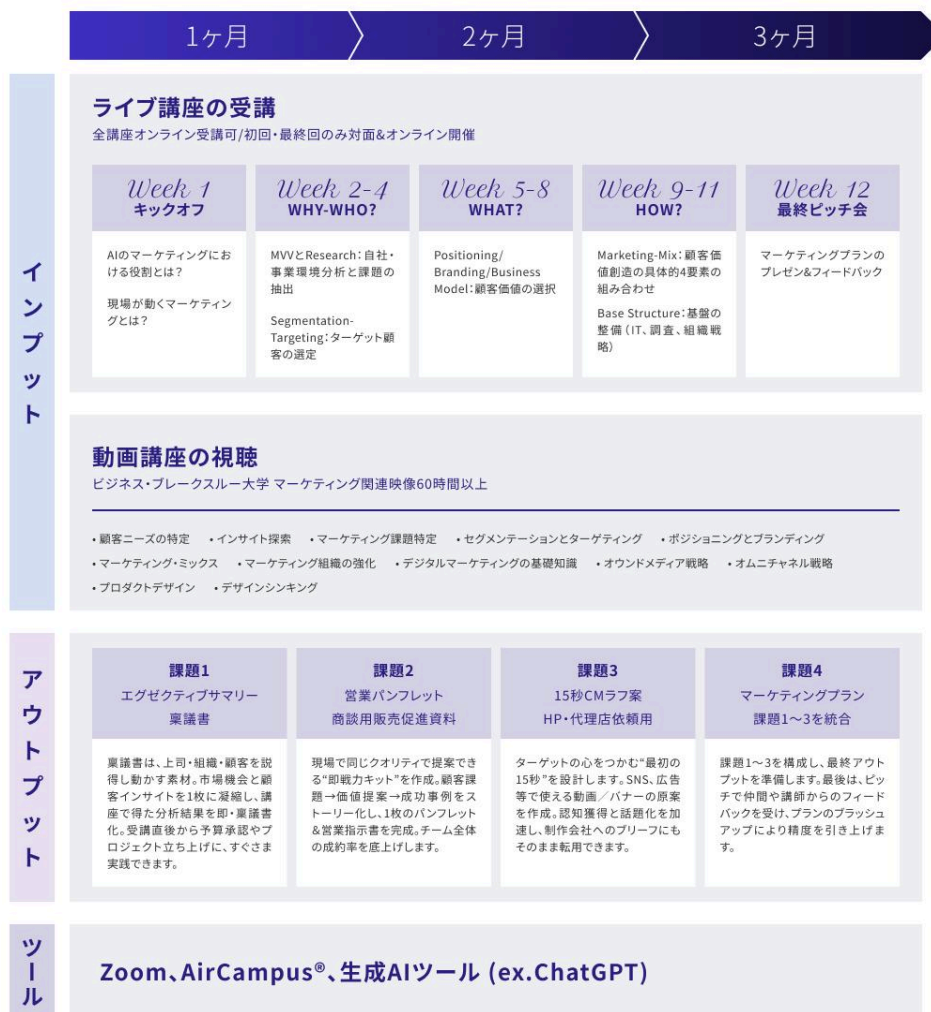 1ヶ月
2ヶ月
3ヶ月
インプット
ライブ講座の受講
全講座オンライン受講可/初回・最終回のみ対面&オンライン開催
Week 1
キックオフ
AIのマーケティングにお
ける役割とは?
現場が動くマーケティン
グとは?
Week 2-4
WHY-WHO?
MVVとResearch:自社・
事業環境分析と課題の
抽出
Segmentation-
Targeting:ターゲット顧
客の選定
Week 5-8
WHAT?
Positioning/
Branding/Business
Model:顧客価値の選択
Week 9-11
HOW?
Marketing-Mix:顧客価
値創造の具体的4要素の
組み合わせ
Base Structure:基盤の
整備(IT、調査、組織戦
略)
Week 12
最終ピッチ会
マーケティングプランの
プレゼン&フィードバック
動画講座の視聴
ビジネス・ブレークスルー大学 マーケティング関連映像60時間以上
• 顧客ニーズの特定 • インサイト探索 • マーケティング課題特定 • セグメンテーションとターゲティング • ポジショニングとブランディング
• マーケティング・ミックス • マーケティング組織の強化 • デジタルマーケティングの基礎知識 • オウンドメディア戦略 • オムニチャネル戦略
• プロダクトデザイン • デザインシンキング
アウトプット
課題1
エグゼクティブサマリー
稟議書
稟議書は、上司・組織・顧客を説
得し動かす素材。市場機会と顧
客インサイトを1枚に凝縮し、講
座で得た分析結果を即・稟議書
化。受講直後から予算承認やプ
ロジェクト立ち上げに、すぐさま
実践できます。
課題2
営業パンフレット
商談用販売促進資料
現場で同じクオリティで提案でき
る“即戦力キット”を作成。顧客課
題→価値提案→成功事例をス
トーリー化し、1枚のパンフレット
&営業指示書を完成。チーム全体
の成約率を底上げします。
課題3
15秒CMラフ案
HP・代理店依頼用
ターゲットの心をつかむ“最初の
15秒”を設計します。SNS、広告
等で使える動画/バナーの原案
を作成。認知獲得と話題化を加
速し、制作会社へのブリーフにも
そのまま転用できます。
課題4
マーケティングプラン
課題1〜3を統合
課題1〜3を構成し、最終アウト
プットを準備します。最後は、ピッ
チで仲間や講師からのフィード
バックを受け、プランのブラッシュ
アップにより精度を引き上げま
す。
ツール
Zoom、AirCampus®、生成AIツール (ex.ChatGPT)